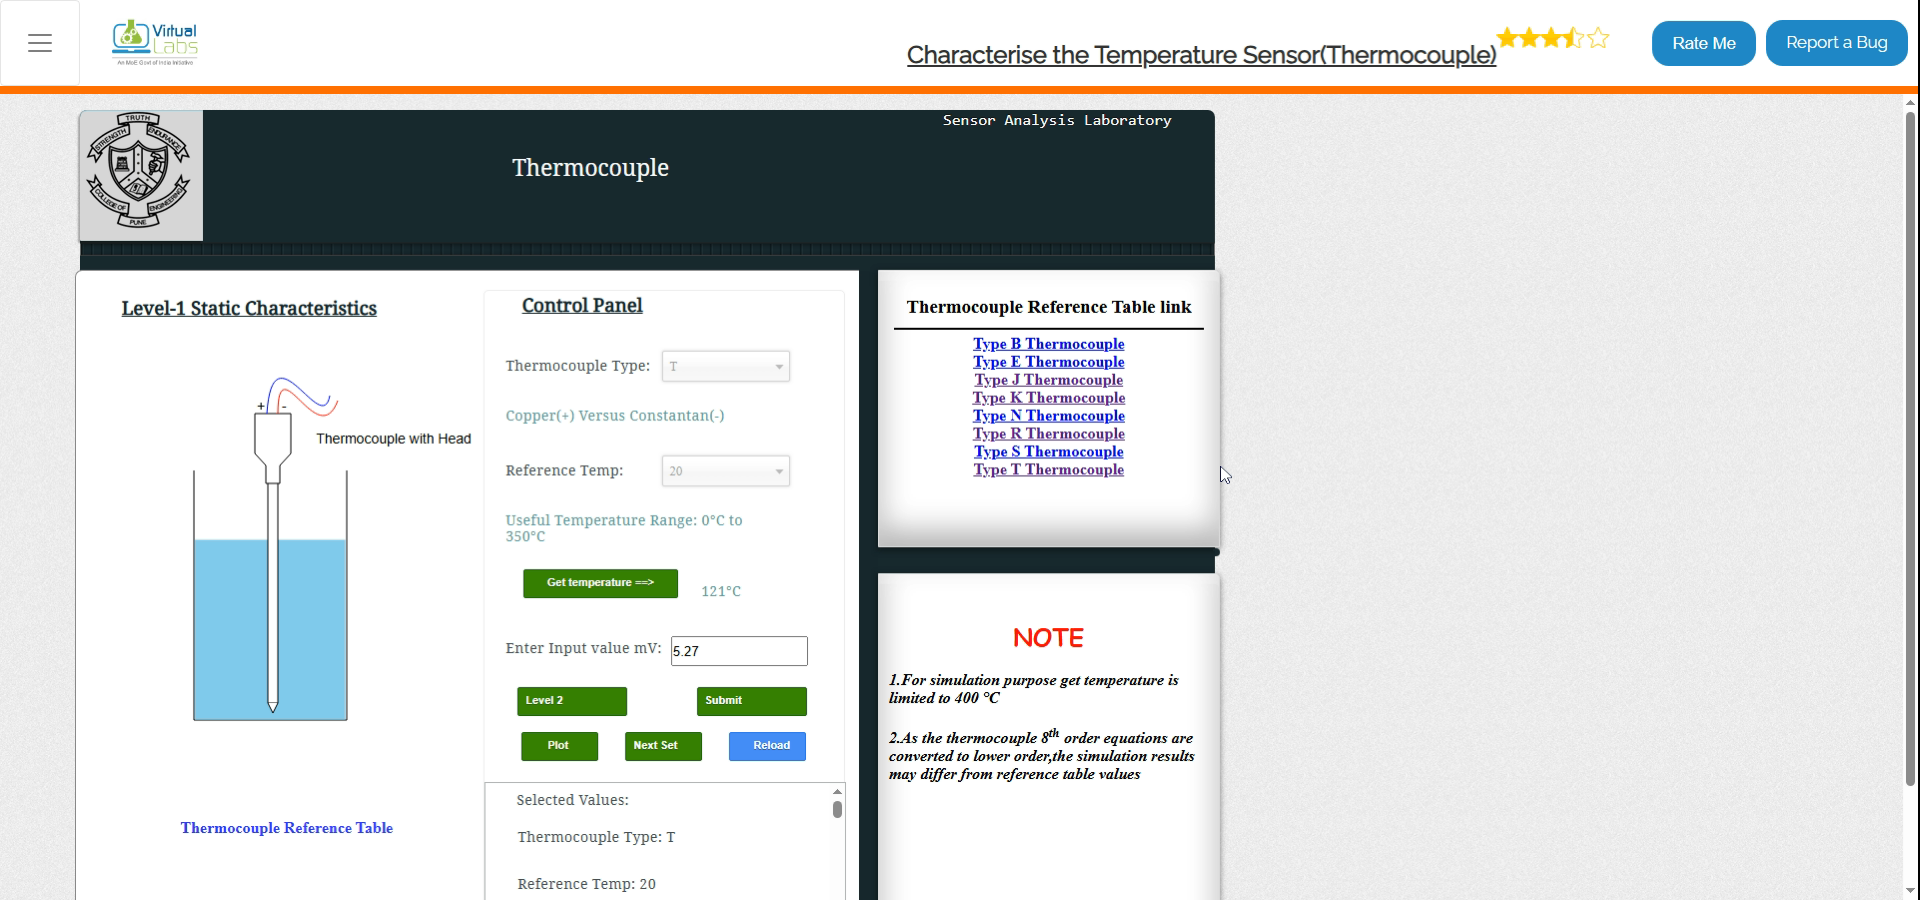 Virtual
Labs
An MoE Govt of India Initiative
Characterise the Temperature Sensor(Thermocouple)
Rate Me
Report a Bug
TRUTH
STRENGTH
ENDURANCE
COLLEGE OF
ENGINEERING
PUNE
Sensor Analysis Laboratory
Thermocouple
Level-1 Static Characteristics
+ -
Thermocouple with Head
Thermocouple Reference Table
Control Panel
Thermocouple Type: T
Copper(+) Versus Constantan(-)
Reference Temp: 20
Useful Temperature Range: 0°C to
350°C
Get temperature ==> 121°C
Enter Input value mV: 5.27
Level 2 Submit
Plot Next Set Reload
Selected Values:
Thermocouple Type: T
Reference Temp: 20
Thermocouple Reference Table link
Type B Thermocouple
Type E Thermocouple
Type J Thermocouple
Type K Thermocouple
Type N Thermocouple
Type R Thermocouple
Type S Thermocouple
Type T Thermocouple
NOTE
1.For simulation purpose get temperature is
limited to 400 °C
2.As the thermocouple 8th order equations are
converted to lower order,the simulation results
may differ from reference table values